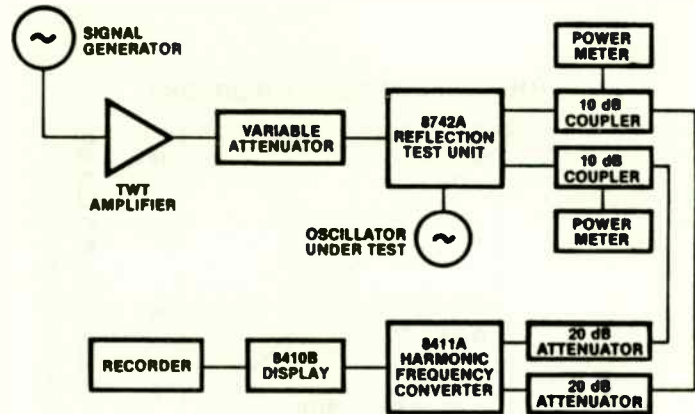 SIGNAL
GENERATOR
TWT
AMPLIFIER
VARIABLE
ATTENUATOR
8742A
REFLECTION
TEST UNIT
OSCILLATOR
UNDER TEST
POWER
METER
10 dB
COUPLER
10 dB
COUPLER
POWER
METER
RECORDER
8410B
DISPLAY
8411A
HARMONIC
FREQUENCY
CONVERTER
20 dB
ATTENUATOR
20 dB
ATTENUATOR